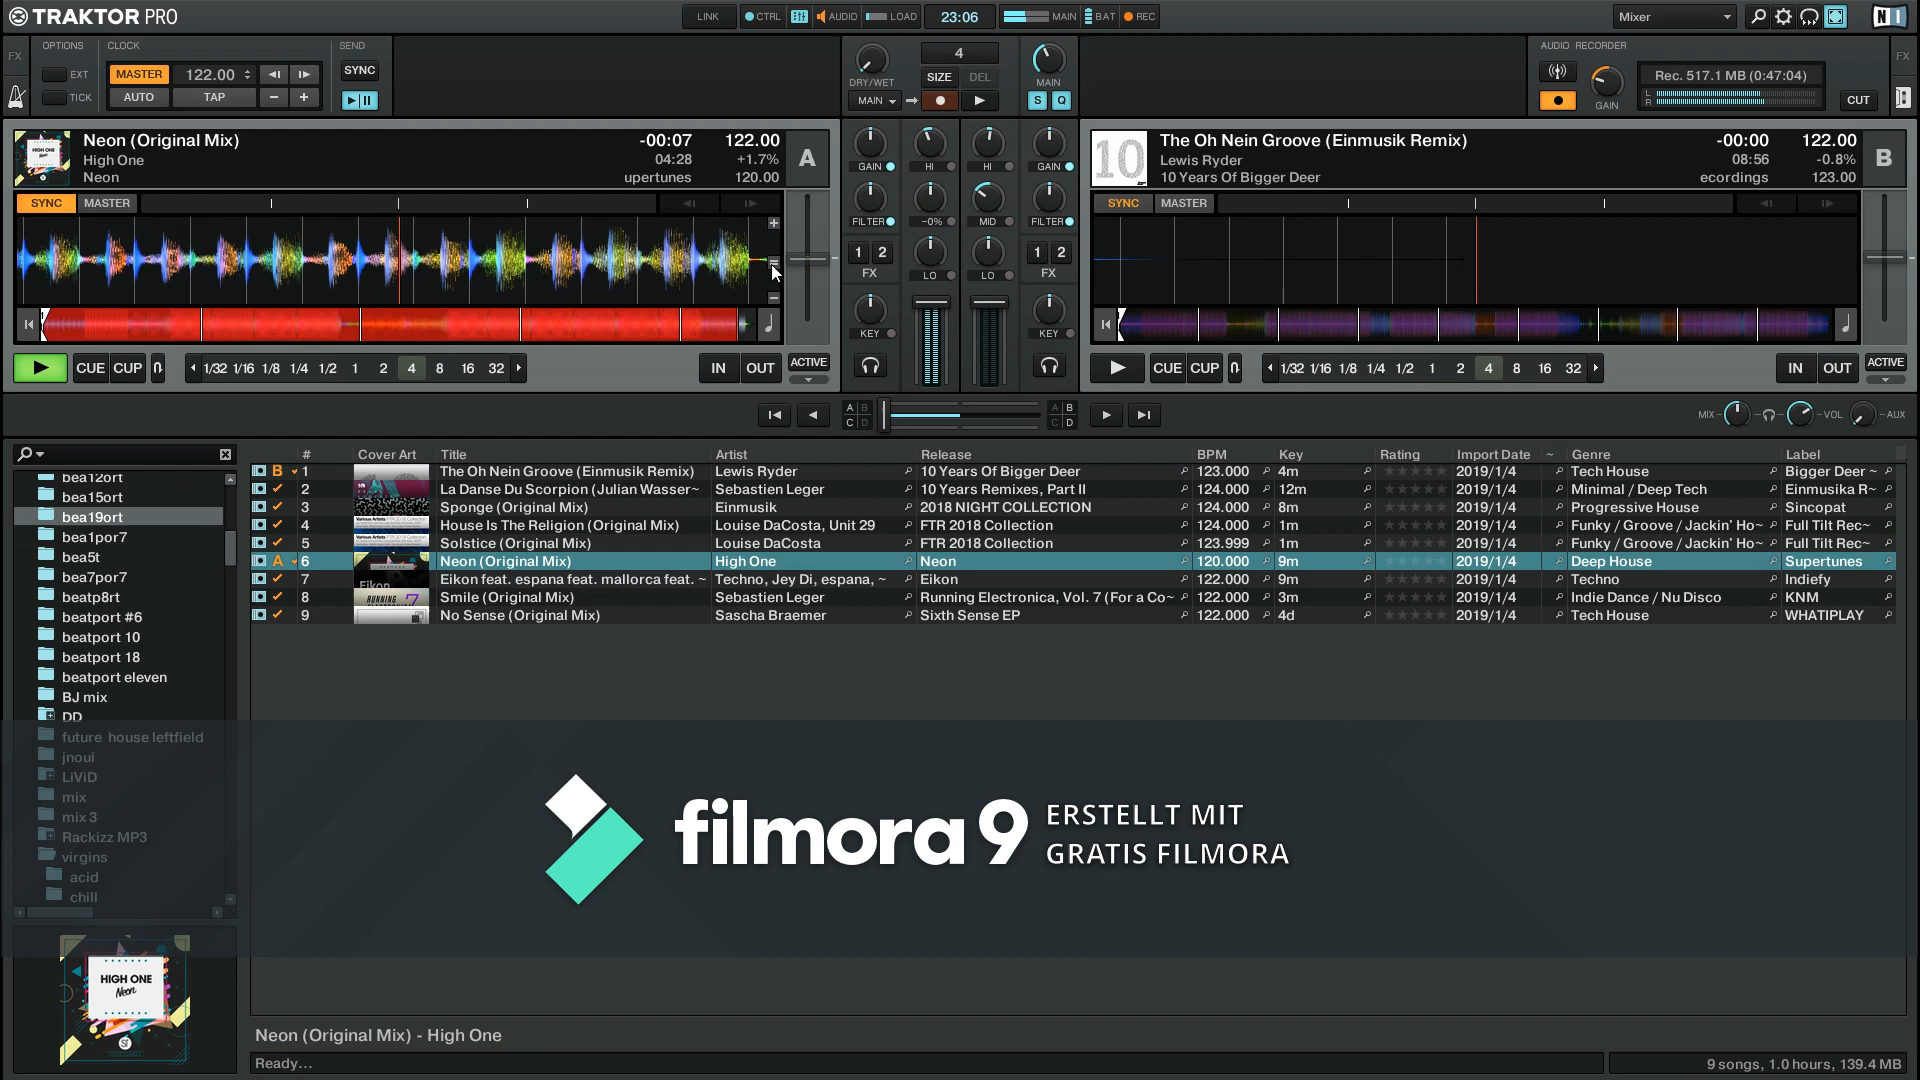 TRAKTOR PRO
LINK CTRL AUDIO LOAD 23:06 MAIN BAT REC Mixer
FX OPTIONS CLOCK SEND
EXT MASTER 122.00 SYNC
TICK AUTO TAP − +
4
DRY/WET SIZE DEL MAIN
MAIN S Q
AUDIO RECORDER FX
Rec. 517.1 MB (0:47:04)
L
R
GAIN CUT
HIGH ONE
Neon
Neon (Original Mix) -00:07 122.00
High One 04:28 +1.7%
Neon upertunes 120.00
A
SYNC MASTER
GAIN HI HI GAIN
FILTER -0% MID FILTER
1 2 1 2
FX LO LO FX
KEY KEY
10
The Oh Nein Groove (Einmusik Remix) -00:00 122.00
Lewis Ryder 08:56 -0.8%
10 Years Of Bigger Deer ecordings 123.00
B
SYNC MASTER
CUE CUP 1/32 1/16 1/8 1/4 1/2 1 2 4 8 16 32 IN OUT ACTIVE
CUE CUP 1/32 1/16 1/8 1/4 1/2 1 2 4 8 16 32 IN OUT ACTIVE
A B
C D
A B
C D
MIX VOL AUX
# Cover Art Title Artist Release BPM Key Rating Import Date ~ Genre Label
B 1 The Oh Nein Groove (Einmusik Remix) Lewis Ryder 10 Years Of Bigger Deer 123.000 4m 2019/1/4 Tech House Bigger Deer ~
2 La Danse Du Scorpion (Julian Wasser~ Sebastien Leger 10 Years Remixes, Part II 124.000 12m 2019/1/4 Minimal / Deep Tech Einmusika R~
3 Sponge (Original Mix) Einmusik 2018 NIGHT COLLECTION 124.000 8m 2019/1/4 Progressive House Sincopat
4 House Is The Religion (Original Mix) Louise DaCosta, Unit 29 FTR 2018 Collection 124.000 1m 2019/1/4 Funky / Groove / Jackin' Ho~ Full Tilt Rec~
5 Solstice (Original Mix) Louise DaCosta FTR 2018 Collection 123.999 1m 2019/1/4 Funky / Groove / Jackin' Ho~ Full Tilt Rec~
A 6 Neon (Original Mix) High One Neon 120.000 9m 2019/1/4 Deep House Supertunes
7 Eikon feat. espana feat. mallorca feat. ~ Techno, Jey Di, espana, ~ Eikon 122.000 9m 2019/1/4 Techno Indiefy
8 Smile (Original Mix) Sebastien Leger Running Electronica, Vol. 7 (For a Co~ 122.000 3m 2019/1/4 Indie Dance / Nu Disco KNM
9 No Sense (Original Mix) Sascha Braemer Sixth Sense EP 122.000 4d 2019/1/4 Tech House WHATIPLAY
bea12ort
bea15ort
bea19ort
bea1por7
bea5t
bea7por7
beatp8rt
beatport #6
beatport 10
beatport 18
beatport eleven
BJ mix
DD
future house leftfield
jnoui
LiViD
mix
mix 3
Rackizz MP3
virgins
acid
chill
filmora 9
ERSTELLT MIT
GRATIS FILMORA
HIGH ONE
Neon
Neon (Original Mix) - High One
Ready...
9 songs, 1.0 hours, 139.4 MB